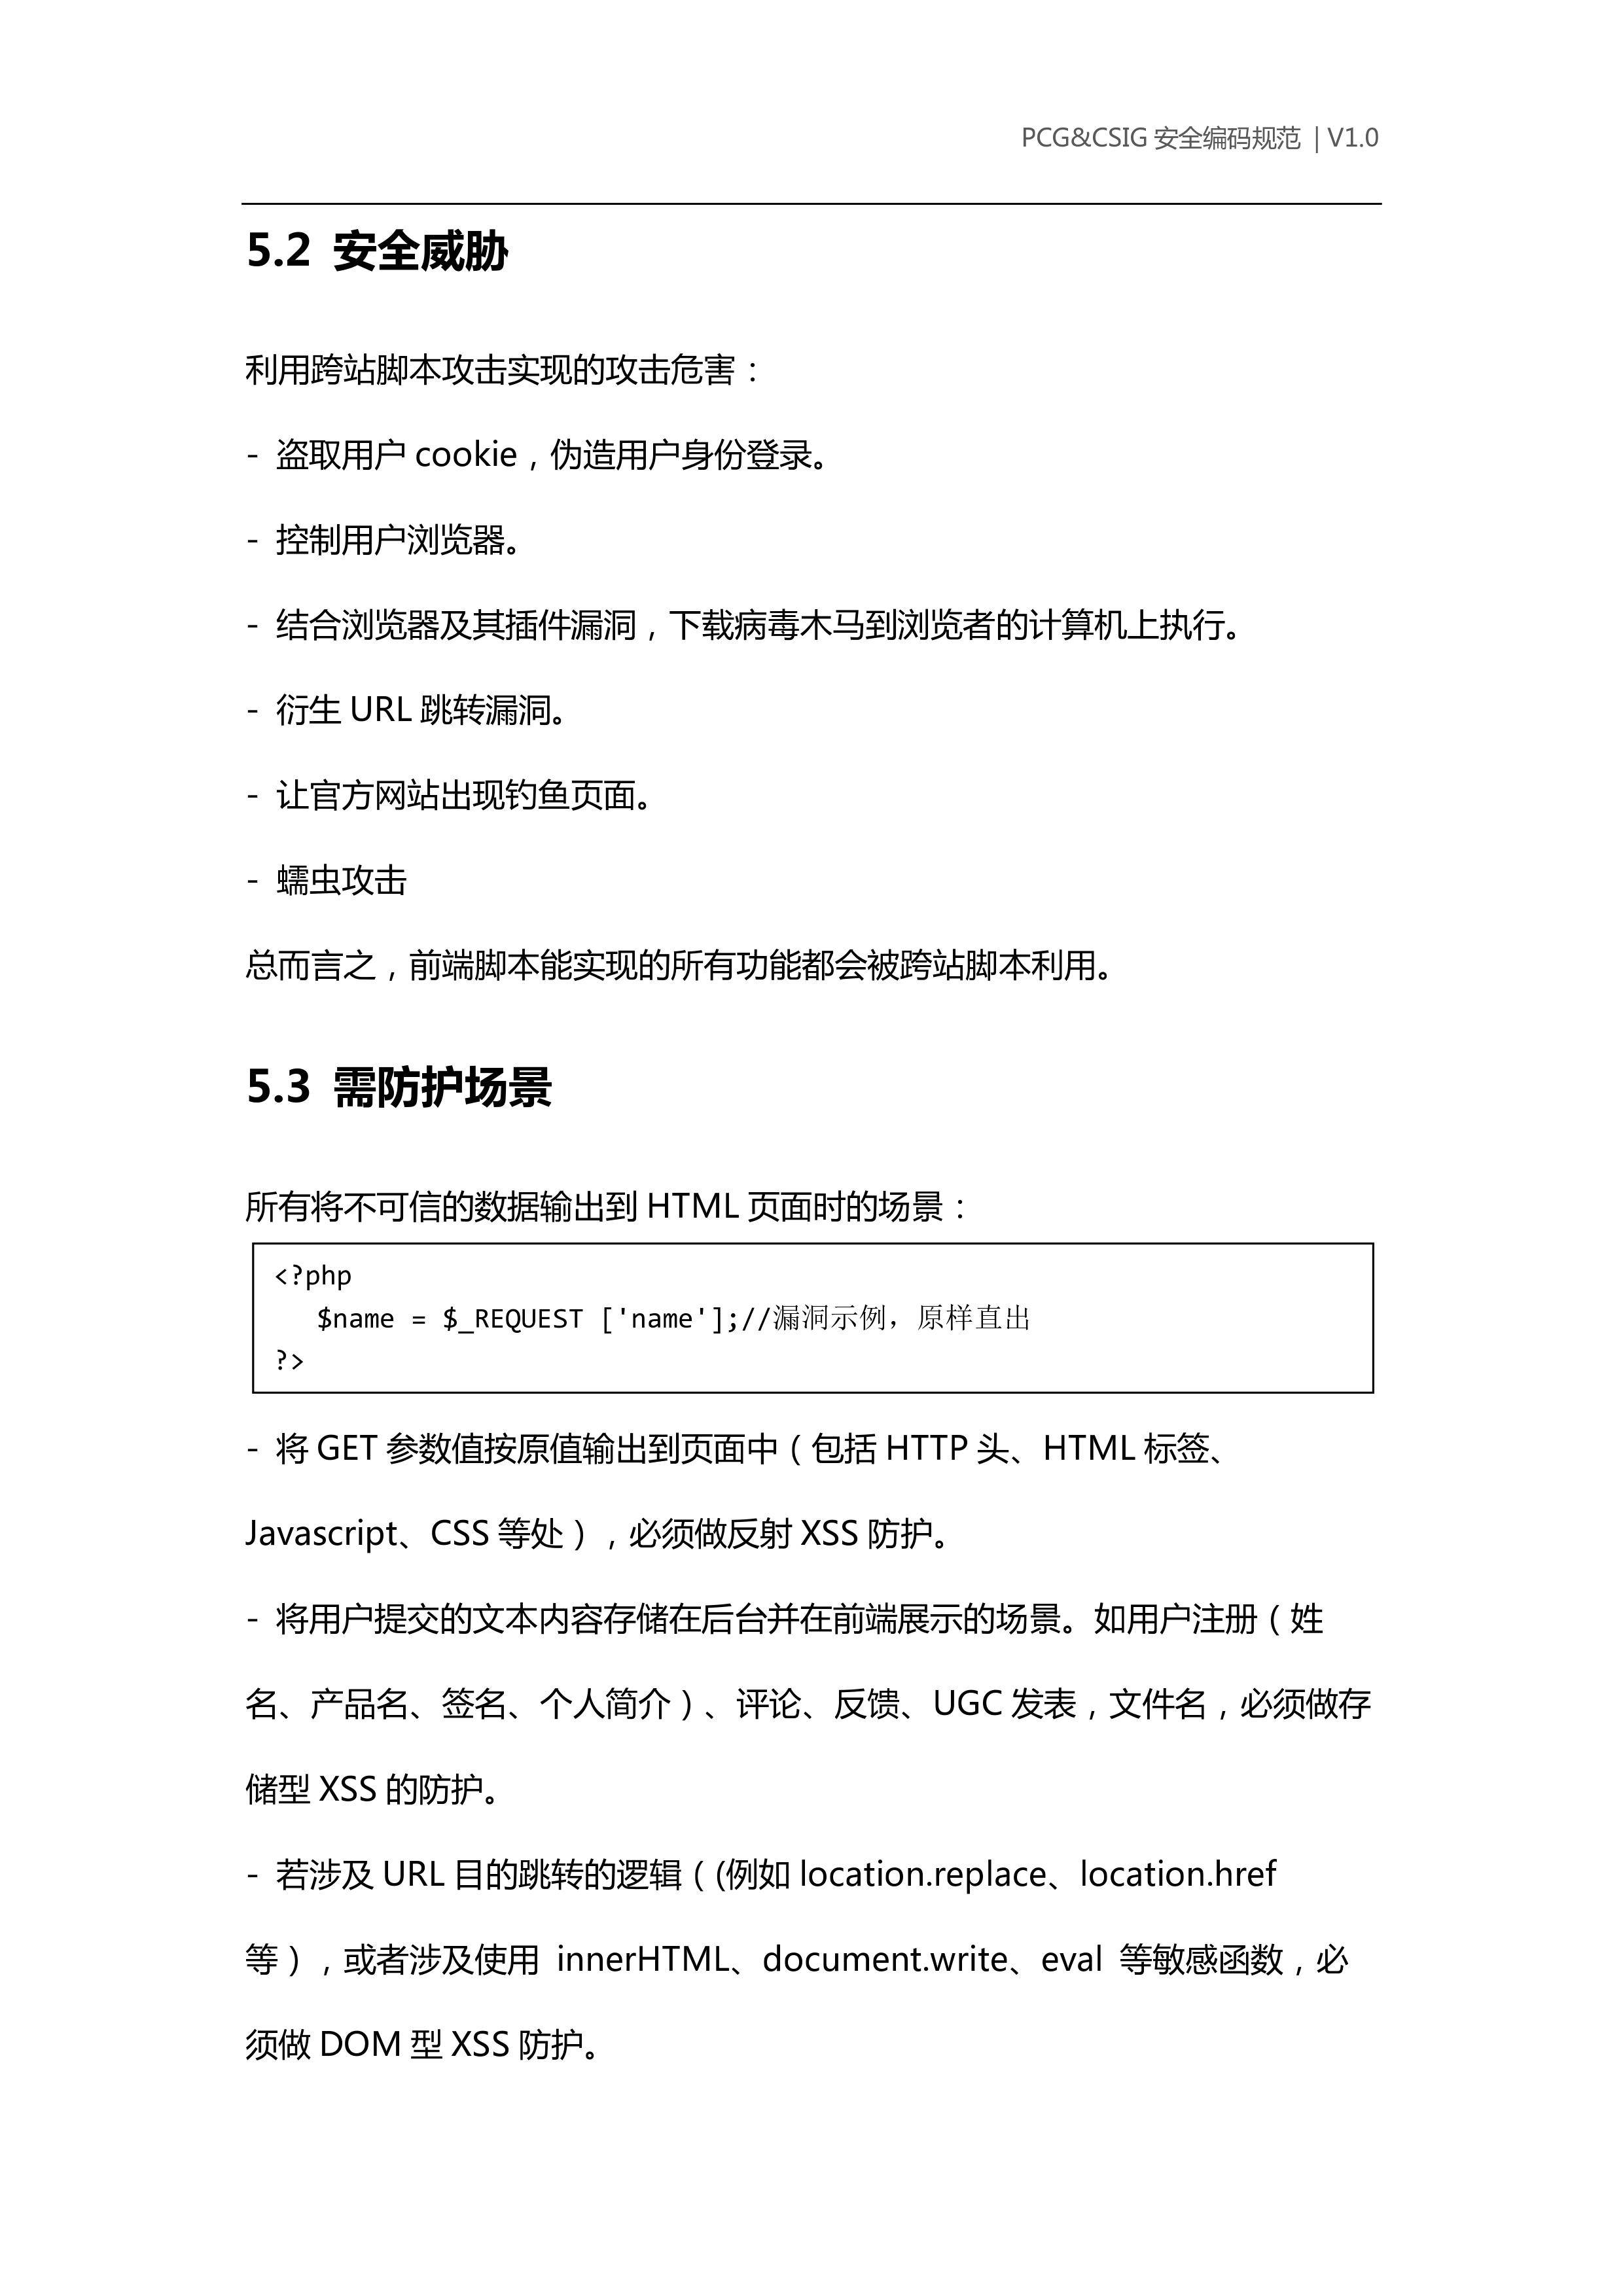 PCG&CSIG 安全编码规范 | V1.0
5.2 安全威胁
利用跨站脚本攻击实现的攻击危害：
- 盗取用户 cookie，伪造用户身份登录。
- 控制用户浏览器。
- 结合浏览器及其插件漏洞，下载病毒木马到浏览者的计算机上执行。
- 衍生 URL 跳转漏洞。
- 让官方网站出现钓鱼页面。
- 蠕虫攻击
总而言之，前端脚本能实现的所有功能都会被跨站脚本利用。
5.3 需防护场景
所有将不可信的数据输出到 HTML 页面时的场景：
<?php
$name = $_REQUEST ['name'];//漏洞示例，原样直出
?>
- 将 GET 参数值按原值输出到页面中（包括 HTTP 头、HTML 标签、
Javascript、CSS 等处），必须做反射 XSS 防护。
- 将用户提交的文本内容存储在后台并在前端展示的场景。如用户注册（姓
名、产品名、签名、个人简介）、评论、反馈、UGC 发表，文件名，必须做存
储型 XSS 的防护。
- 若涉及 URL 目的跳转的逻辑（(例如 location.replace、location.href
等），或者涉及使用 innerHTML、document.write、eval 等敏感函数，必
须做 DOM 型 XSS 防护。